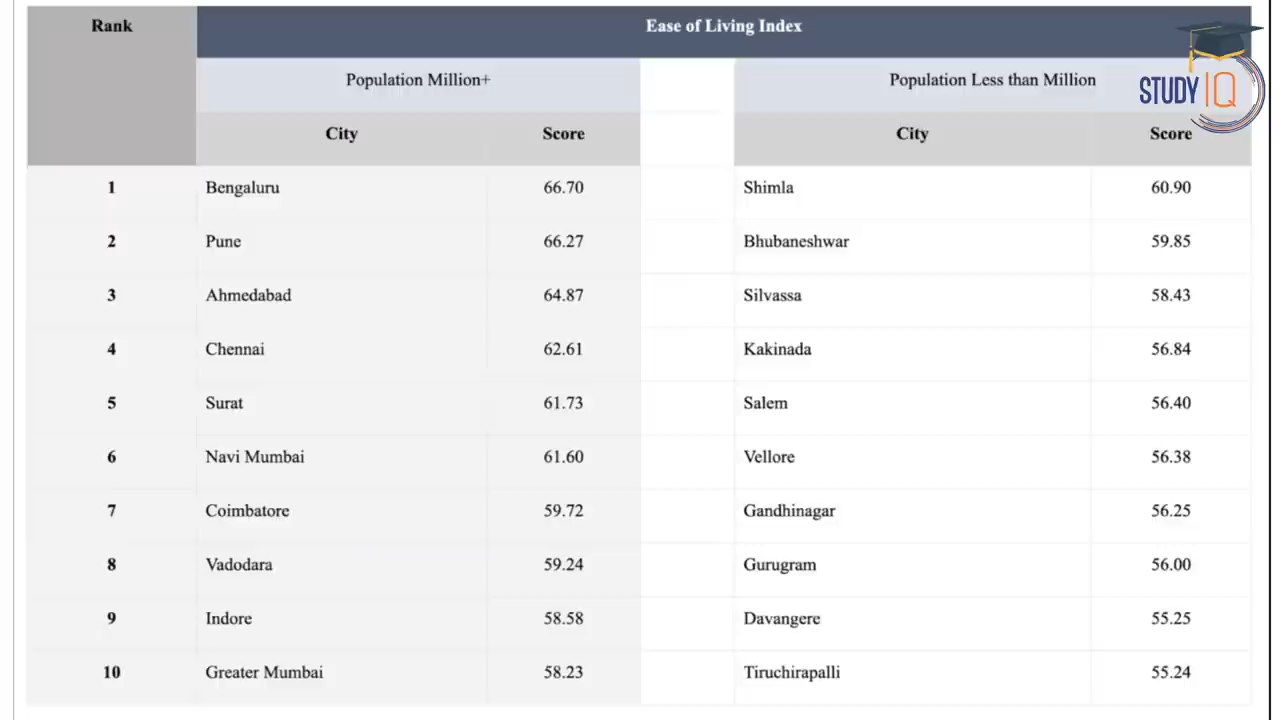 Rank Ease of Living Index
Population Million+ Population Less than Million
STUDY IQ
City Score City Score
1 Bengaluru 66.70 Shimla 60.90
2 Pune 66.27 Bhubaneshwar 59.85
3 Ahmedabad 64.87 Silvassa 58.43
4 Chennai 62.61 Kakinada 56.84
5 Surat 61.73 Salem 56.40
6 Navi Mumbai 61.60 Vellore 56.38
7 Coimbatore 59.72 Gandhinagar 56.25
8 Vadodara 59.24 Gurugram 56.00
9 Indore 58.58 Davangere 55.25
10 Greater Mumbai 58.23 Tiruchirapalli 55.24